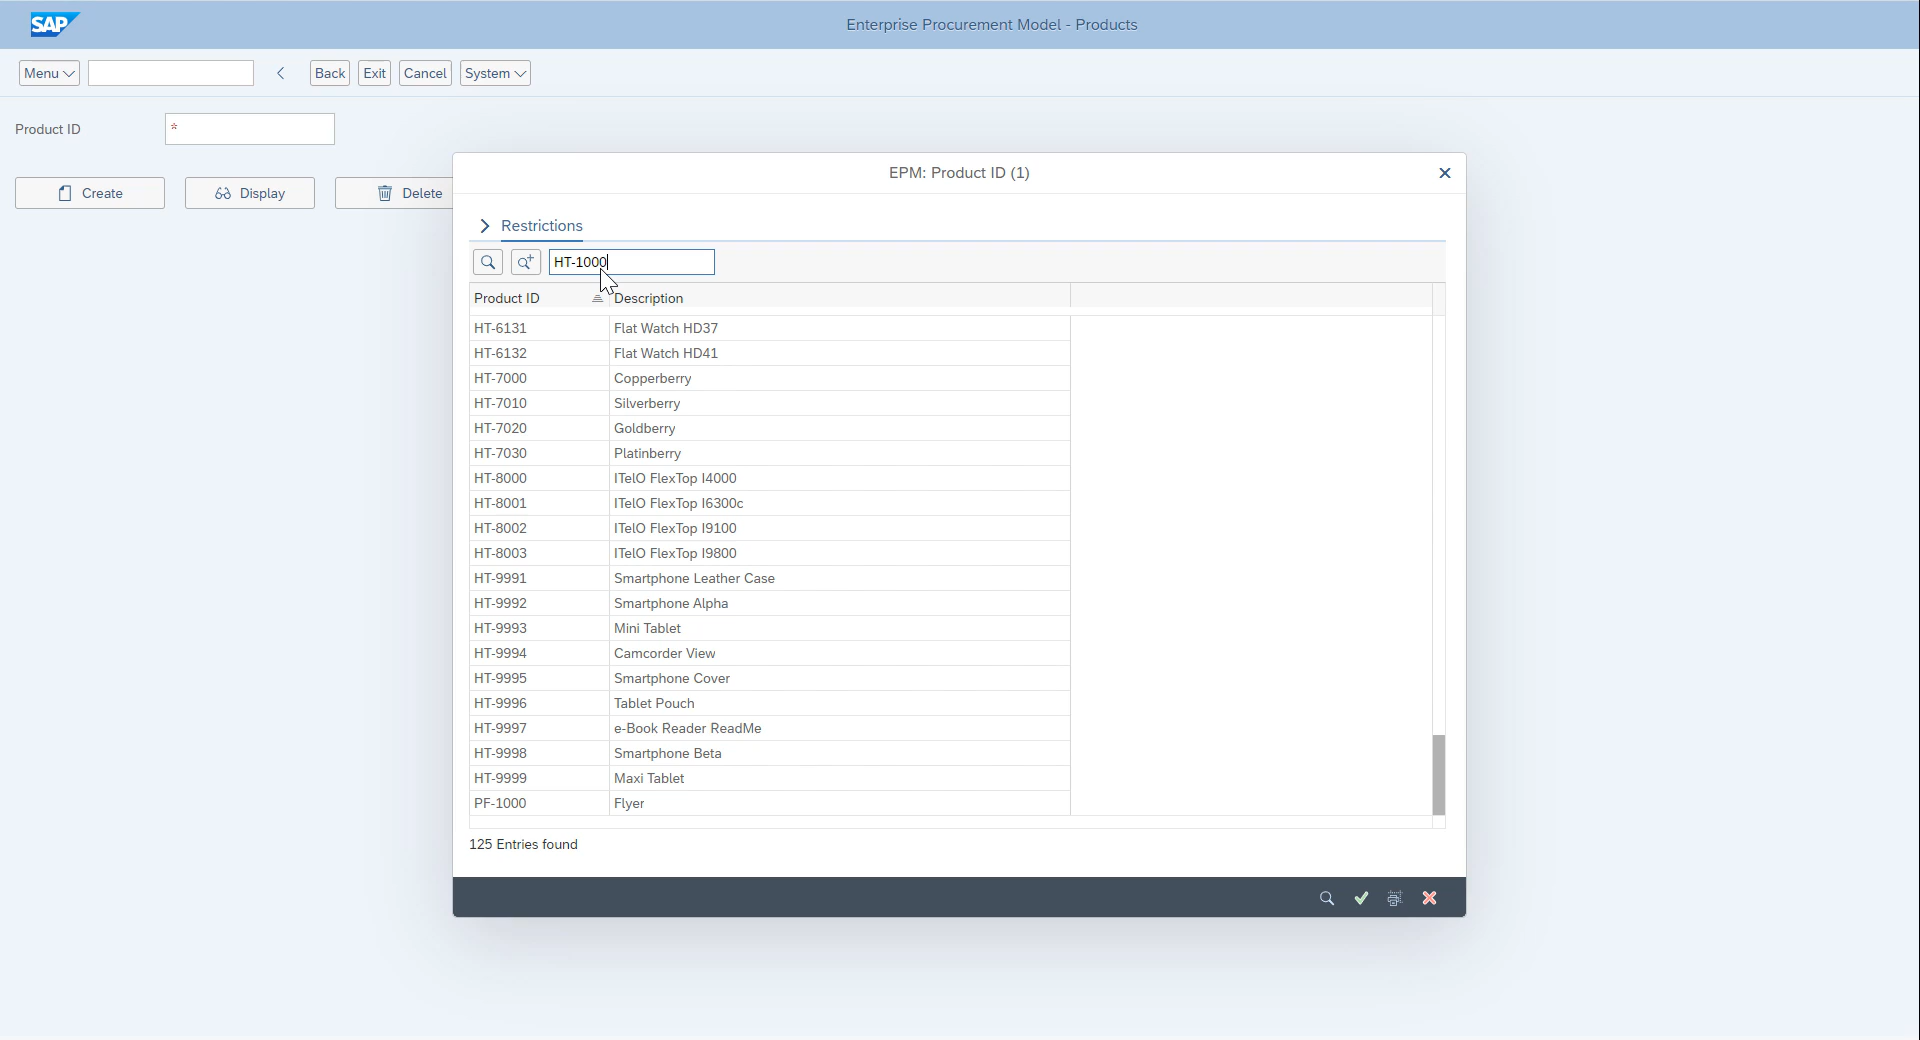 SAP
Enterprise Procurement Model - Products
Menu
Back
Exit
Cancel
System
Product ID
*
Create
Display
Delete
EPM: Product ID (1)
Restrictions
HT-1000
Product ID Description
HT-6131 Flat Watch HD37
HT-6132 Flat Watch HD41
HT-7000 Copperberry
HT-7010 Silverberry
HT-7020 Goldberry
HT-7030 Platinberry
HT-8000 ITelO FlexTop I4000
HT-8001 ITelO FlexTop I6300c
HT-8002 ITelO FlexTop I9100
HT-8003 ITelO FlexTop I9800
HT-9991 Smartphone Leather Case
HT-9992 Smartphone Alpha
HT-9993 Mini Tablet
HT-9994 Camcorder View
HT-9995 Smartphone Cover
HT-9996 Tablet Pouch
HT-9997 e-Book Reader ReadMe
HT-9998 Smartphone Beta
HT-9999 Maxi Tablet
PF-1000 Flyer
125 Entries found